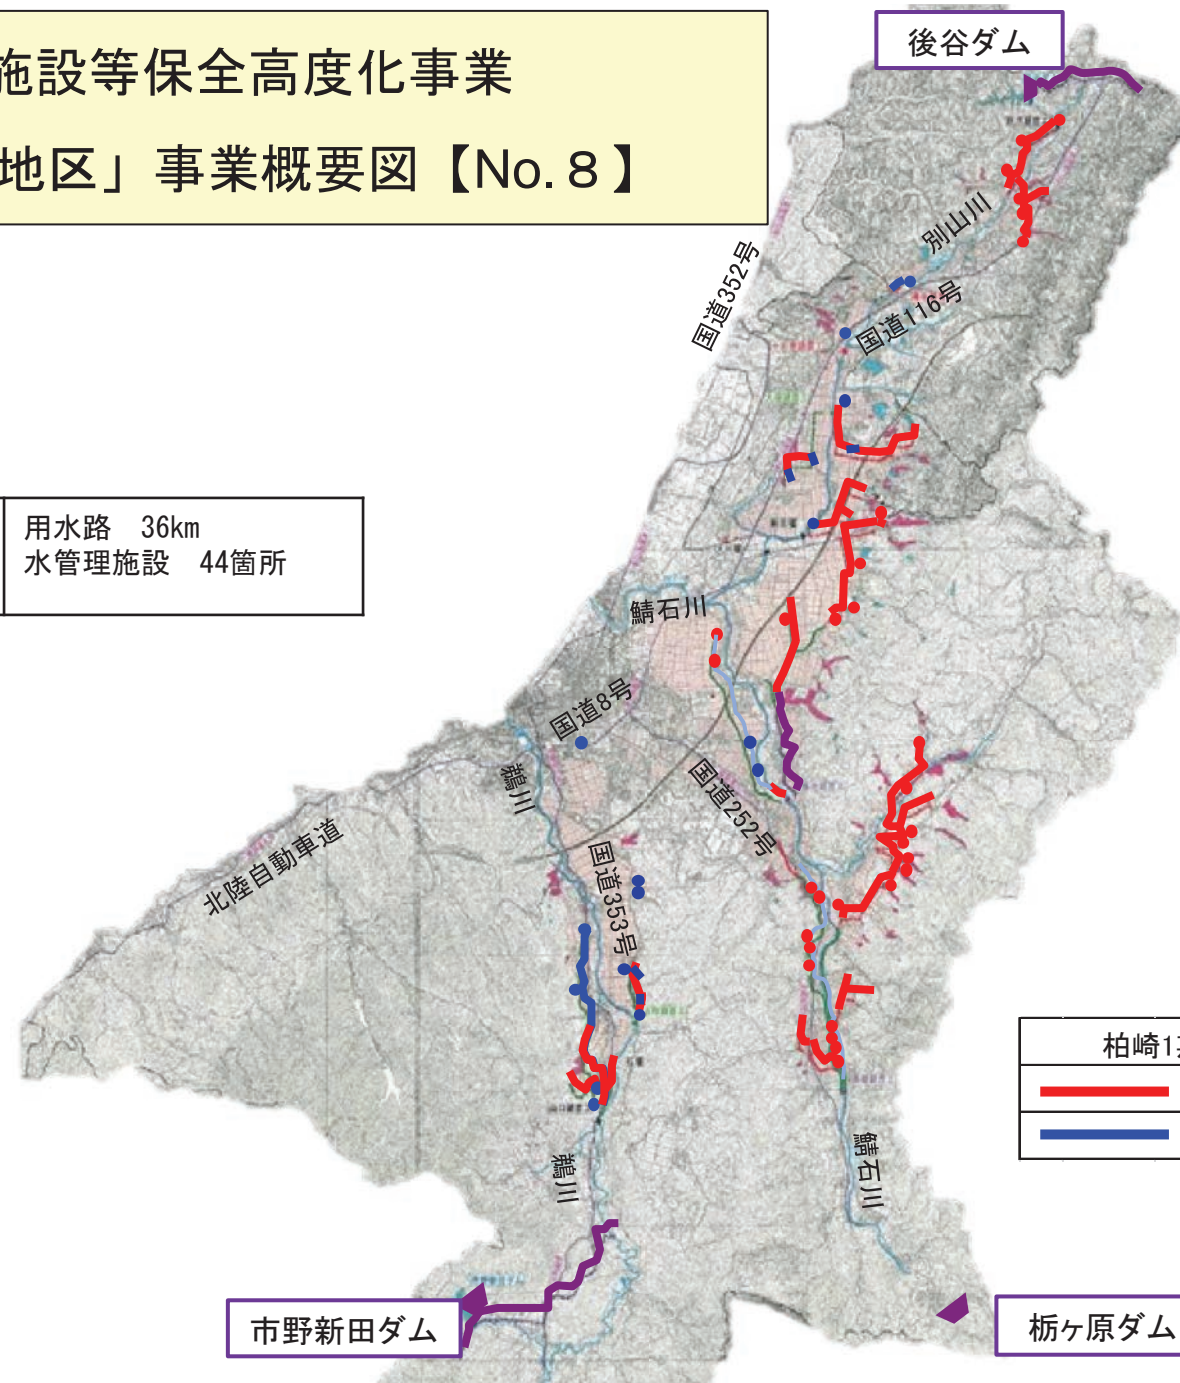 施設等保全高度化事業
地区」事業概要図【No.８】
後谷ダム
別山川
国道352号
国道116号
用水路　36km
水管理施設　44箇所
鯖石川
国道8号
鵜川
国道252号
北陸自動車道
国道353号
柏崎1
鵜川
鯖石川
市野新田ダム
栃ヶ原ダム